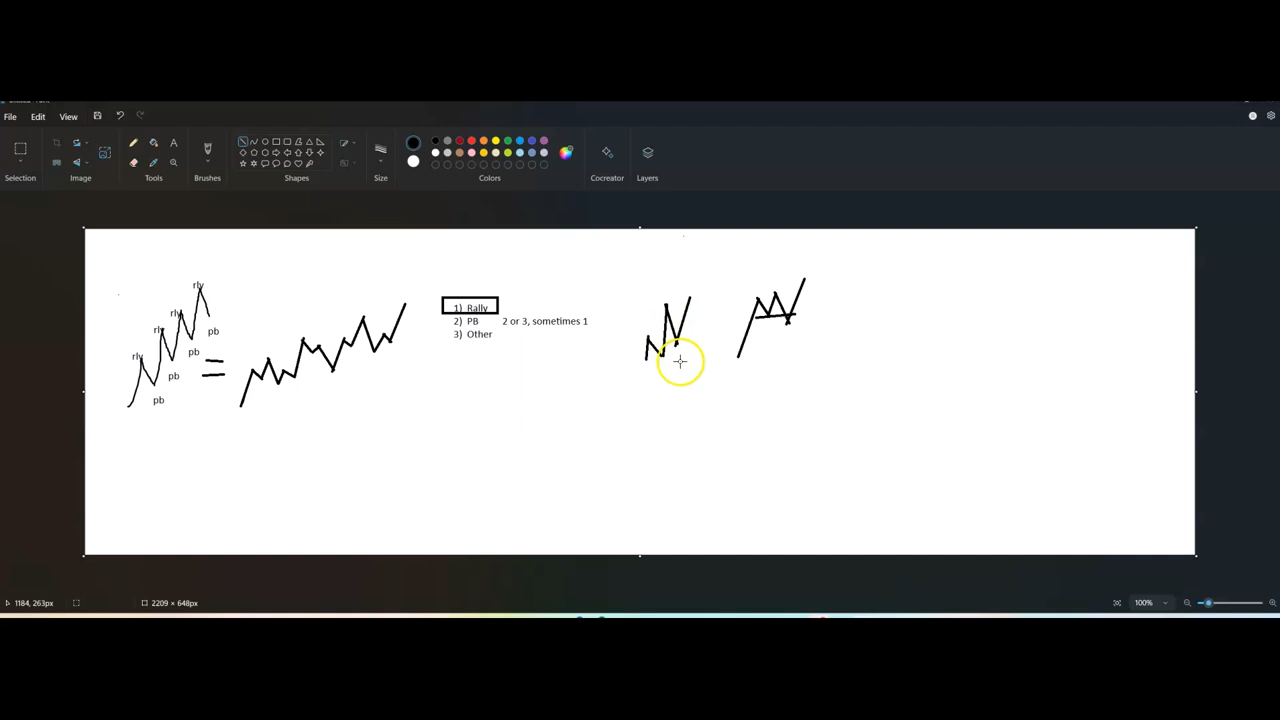 File Edit View
Selection Image Tools Brushes Shapes Size Colors Cocreator Layers
rly
rly
rly
rly
pb
pb
pb
pb
1) Rally
2) PB 2 or 3, sometimes 1
3) Other
1184, 263px 2209 × 648px 100%